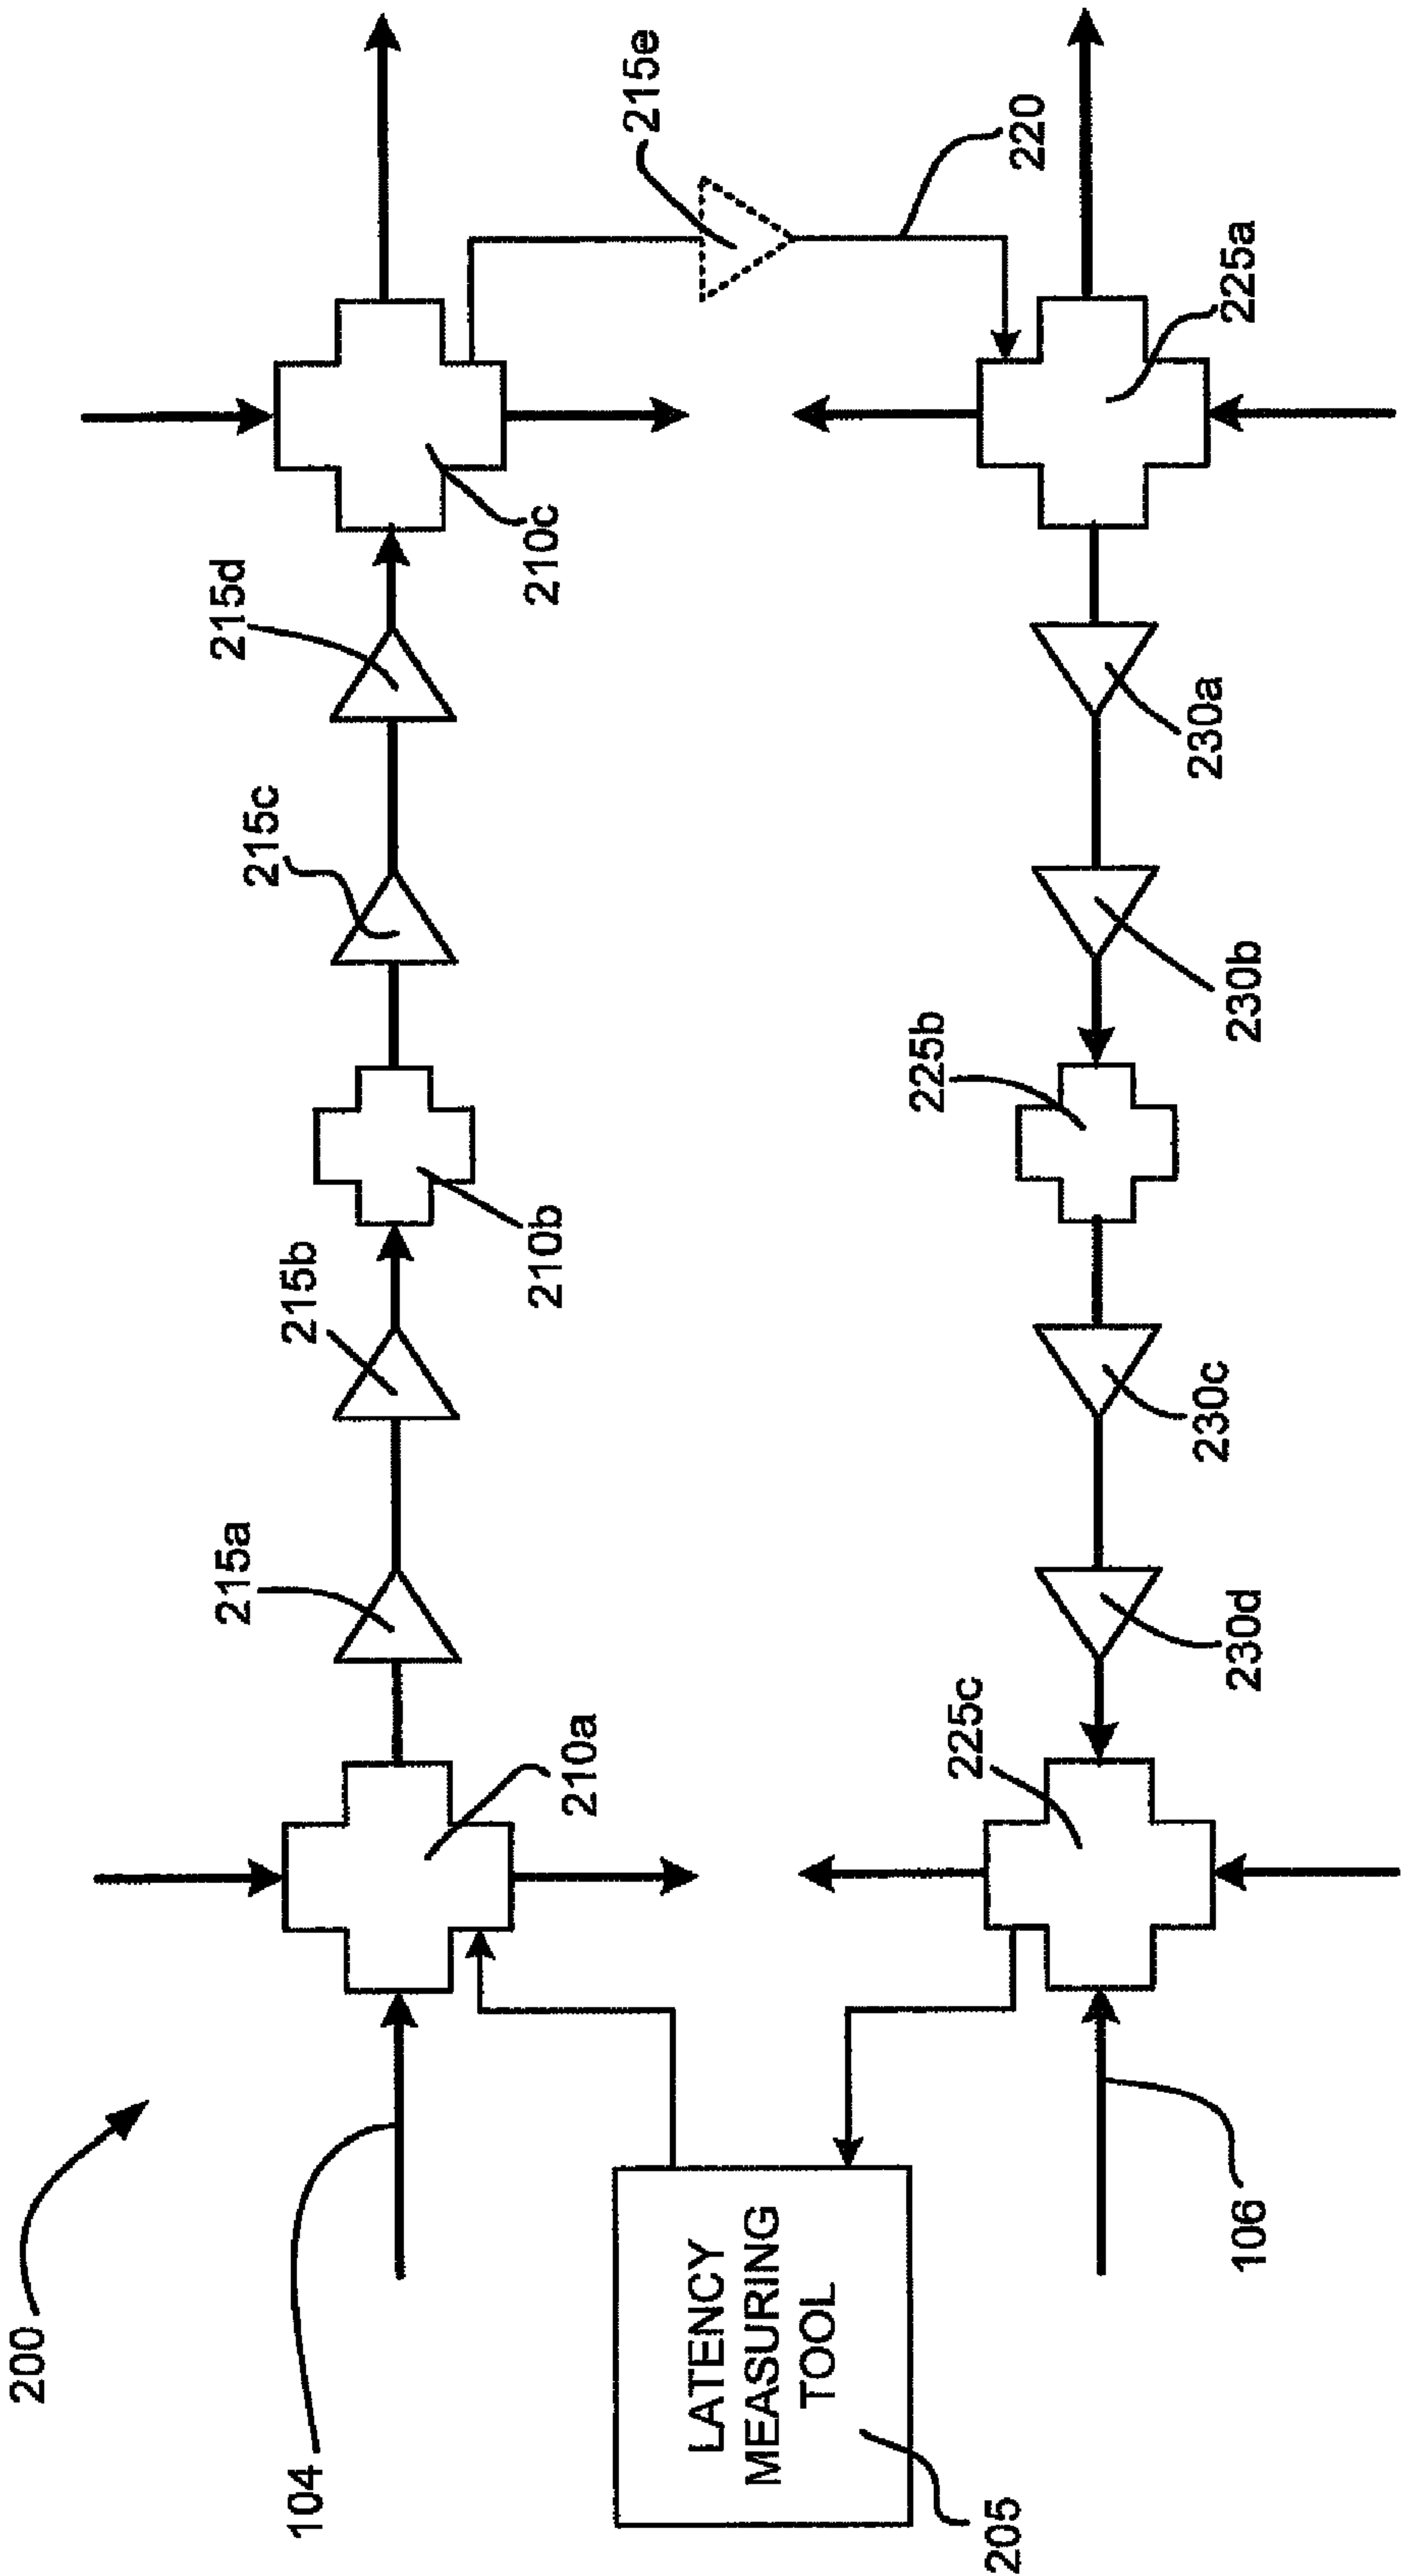 200
104
LATENCY
MEASURING
TOOL
205
106
210a
215a
215b
210b
215c
215d
210c
215e
220
225a
230a
230b
225b
230c
230d
225c